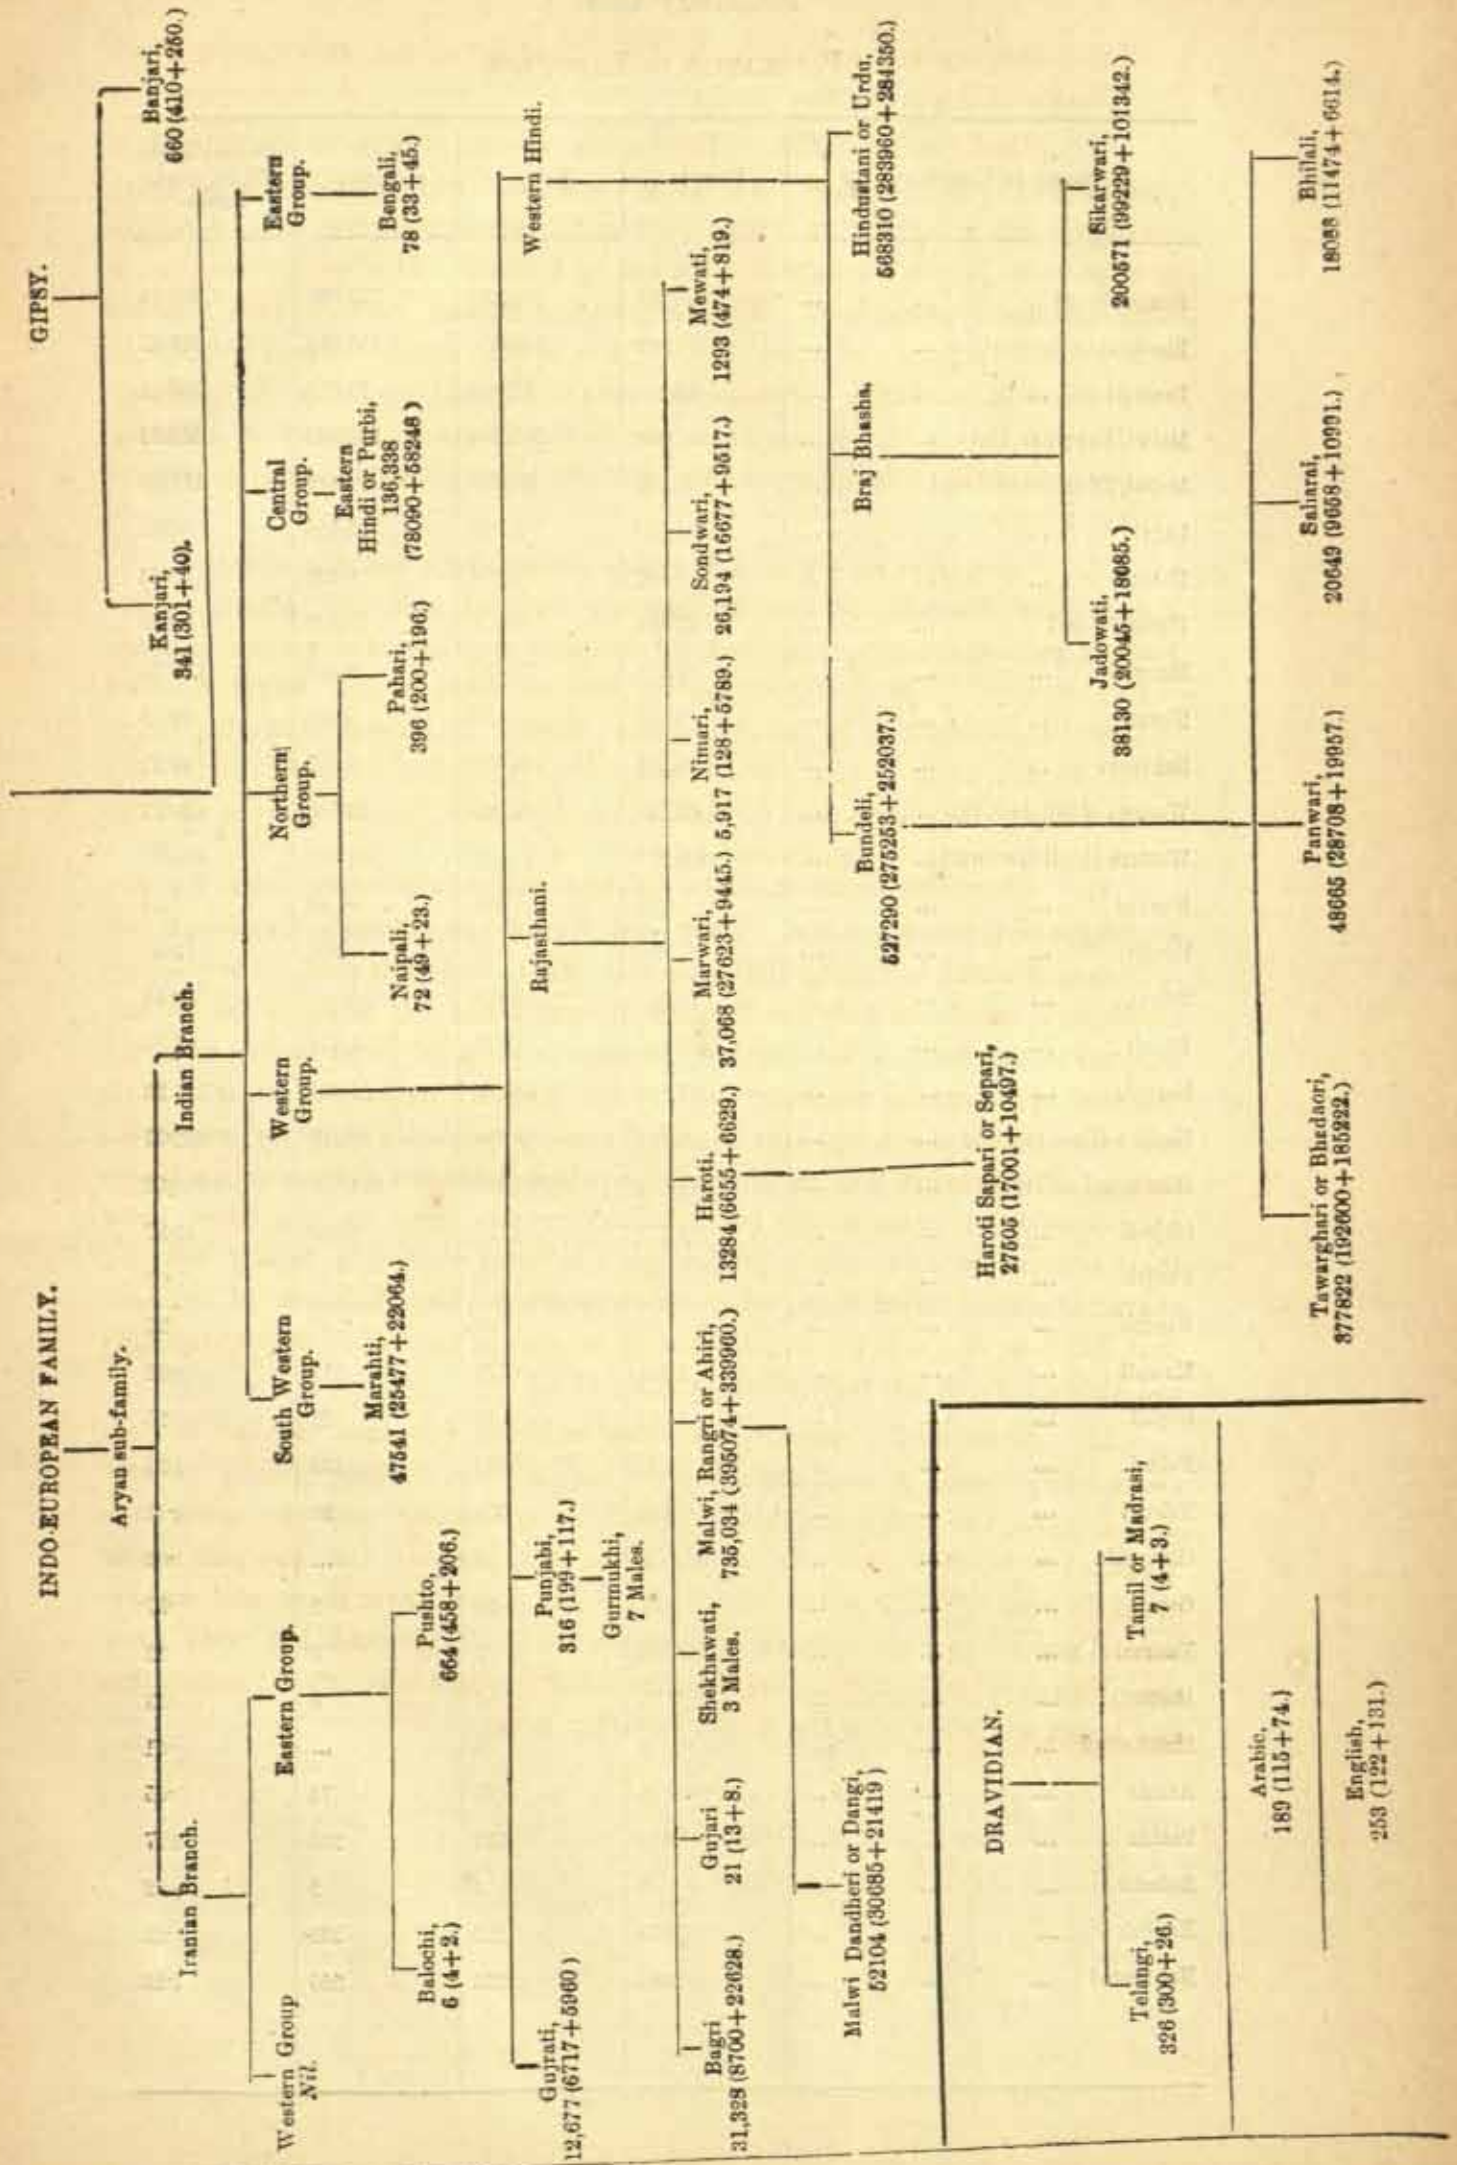 INDO-EUROPEAN FAMILY.
GIPSY.
Aryan sub-family.
Kanjari,
341 (301+40).
Banjari,
660 (410+250.)
Iranian Branch.
Indian Branch.
Western Group
Nil.
Eastern Group.
South Western
Group.
Western
Group.
Northern
Group.
Central
Group.
Eastern
Group.
Balochi,
6 (4+2.)
Pushto,
664 (458+206.)
Marahti,
47541 (25477+22064.)
Naipali,
72 (49+23.)
Pahari,
396 (200+196.)
Eastern
Hindi or Purbi,
136,338
(78090+58248)
Bengali,
78 (33+45.)
Gujrati,
12,677 (6717+5960)
Punjabi,
316 (199+117.)
Gurmukhi,
7 Males.
Rajasthani.
Western Hindi.
Bagri
31,328 (8700+22628.)
Gujari
21 (13+8.)
Shekhawati,
3 Males.
Malwi, Rangri or Ahiri,
735,034 (395074+339960.)
Haroti.
13284 (6655+6629.)
Marwari,
37,068 (27623+9445.)
Nimari,
5,917 (128+5789.)
Sondwari,
26,194 (16677+9517.)
Mewati,
1293 (474+819.)
Malwi Dandheri or Dangi,
52104 (30685+21419)
Haroti Sapari or Separi,
27505 (17001+10497.)
Bundeli,
527290 (275253+252037.)
Braj Bhasha.
Hindustani or Urdu,
568310 (283960+284350.)
DRAVIDIAN.
Jadowati,
38130 (20045+18085.)
Sikarwari,
200571 (99229+101342.)
Telangi,
326 (300+26.)
Tamil or Madrasi,
7 (4+3.)
Arabic,
189 (115+74.)
English,
253 (122+131.)
Tawarghari or Bhadaori,
377822 (192600+185222.)
Panwari,
48665 (28708+19957.)
Saharai,
20649 (9658+10991.)
Bhilali,
18088 (11474+6614.)